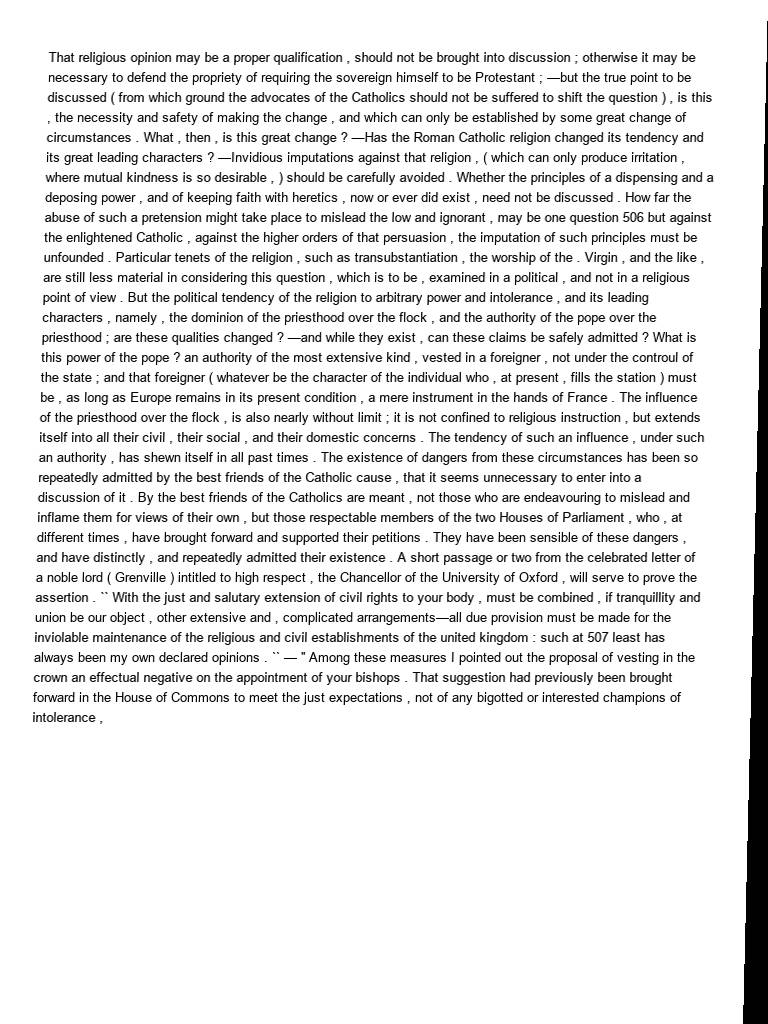 That religious opinion may be a proper qualification , should not be brought into discussion ; otherwise it may be
necessary to defend the propriety of requiring the sovereign himself to be Protestant ; —but the true point to be
discussed ( from which ground the advocates of the Catholics should not be suffered to shift the question ) , is this
, the necessity and safety of making the change , and which can only be established by some great change of
circumstances . What , then , is this great change ? —Has the Roman Catholic religion changed its tendency and
its great leading characters ? —Invidious imputations against that religion , ( which can only produce irritation ,
where mutual kindness is so desirable , ) should be carefully avoided . Whether the principles of a dispensing and a
deposing power , and of keeping faith with heretics , now or ever did exist , need not be discussed . How far the
abuse of such a pretension might take place to mislead the low and ignorant , may be one question 506 but against
the enlightened Catholic , against the higher orders of that persuasion , the imputation of such principles must be
unfounded . Particular tenets of the religion , such as transubstantiation , the worship of the . Virgin , and the like ,
are still less material in considering this question , which is to be , examined in a political , and not in a religious
point of view . But the political tendency of the religion to arbitrary power and intolerance , and its leading
characters , namely , the dominion of the priesthood over the flock , and the authority of the pope over the
priesthood ; are these qualities changed ? —and while they exist , can these claims be safely admitted ? What is
this power of the pope ? an authority of the most extensive kind , vested in a foreigner , not under the controul of
the state ; and that foreigner ( whatever be the character of the individual who , at present , fills the station ) must
be , as long as Europe remains in its present condition , a mere instrument in the hands of France . The influence
of the priesthood over the flock , is also nearly without limit ; it is not confined to religious instruction , but extends
itself into all their civil , their social , and their domestic concerns . The tendency of such an influence , under such
an authority , has shewn itself in all past times . The existence of dangers from these circumstances has been so
repeatedly admitted by the best friends of the Catholic cause , that it seems unnecessary to enter into a
discussion of it . By the best friends of the Catholics are meant , not those who are endeavouring to mislead and
inflame them for views of their own , but those respectable members of the two Houses of Parliament , who , at
different times , have brought forward and supported their petitions . They have been sensible of these dangers ,
and have distinctly , and repeatedly admitted their existence . A short passage or two from the celebrated letter of
a noble lord ( Grenville ) intitled to high respect , the Chancellor of the University of Oxford , will serve to prove the
assertion . `` With the just and salutary extension of civil rights to your body , must be combined , if tranquillity and
union be our object , other extensive and , complicated arrangements—all due provision must be made for the
inviolable maintenance of the religious and civil establishments of the united kingdom : such at 507 least has
always been my own declared opinions . `` — " Among these measures I pointed out the proposal of vesting in the
crown an effectual negative on the appointment of your bishops . That suggestion had previously been brought
forward in the House of Commons to meet the just expectations , not of any bigotted or interested champions of
intolerance ,